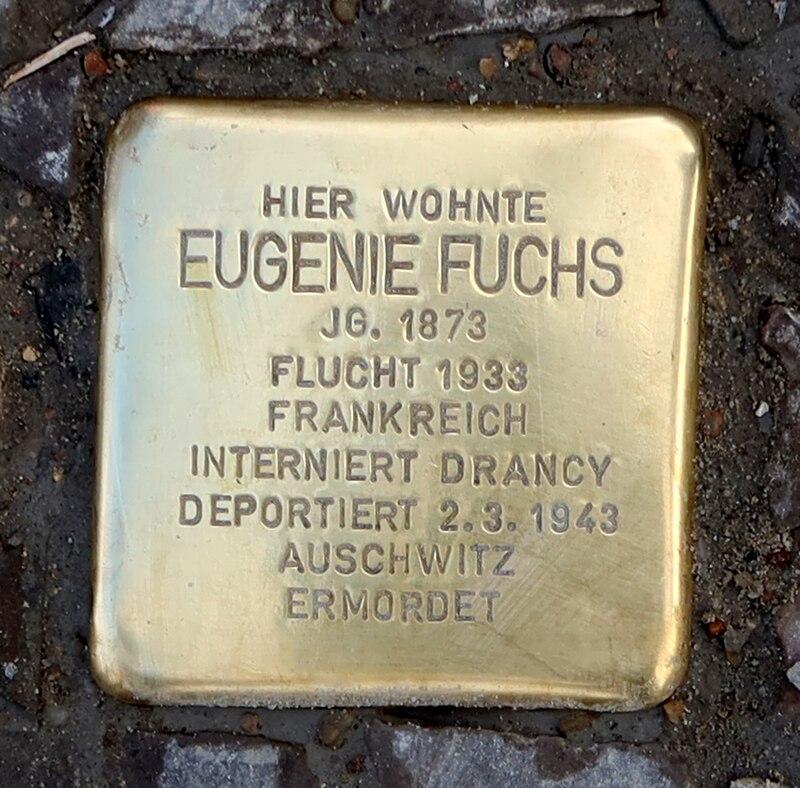 HIER WOHNTE
EUGENIE FUCHS
JG. 1873
FLUCHT 1933
FRANKREICH
INTERNIERT DRANCY
DEPORTIERT 2.3.1943
AUSCHWITZ
ERMORDET